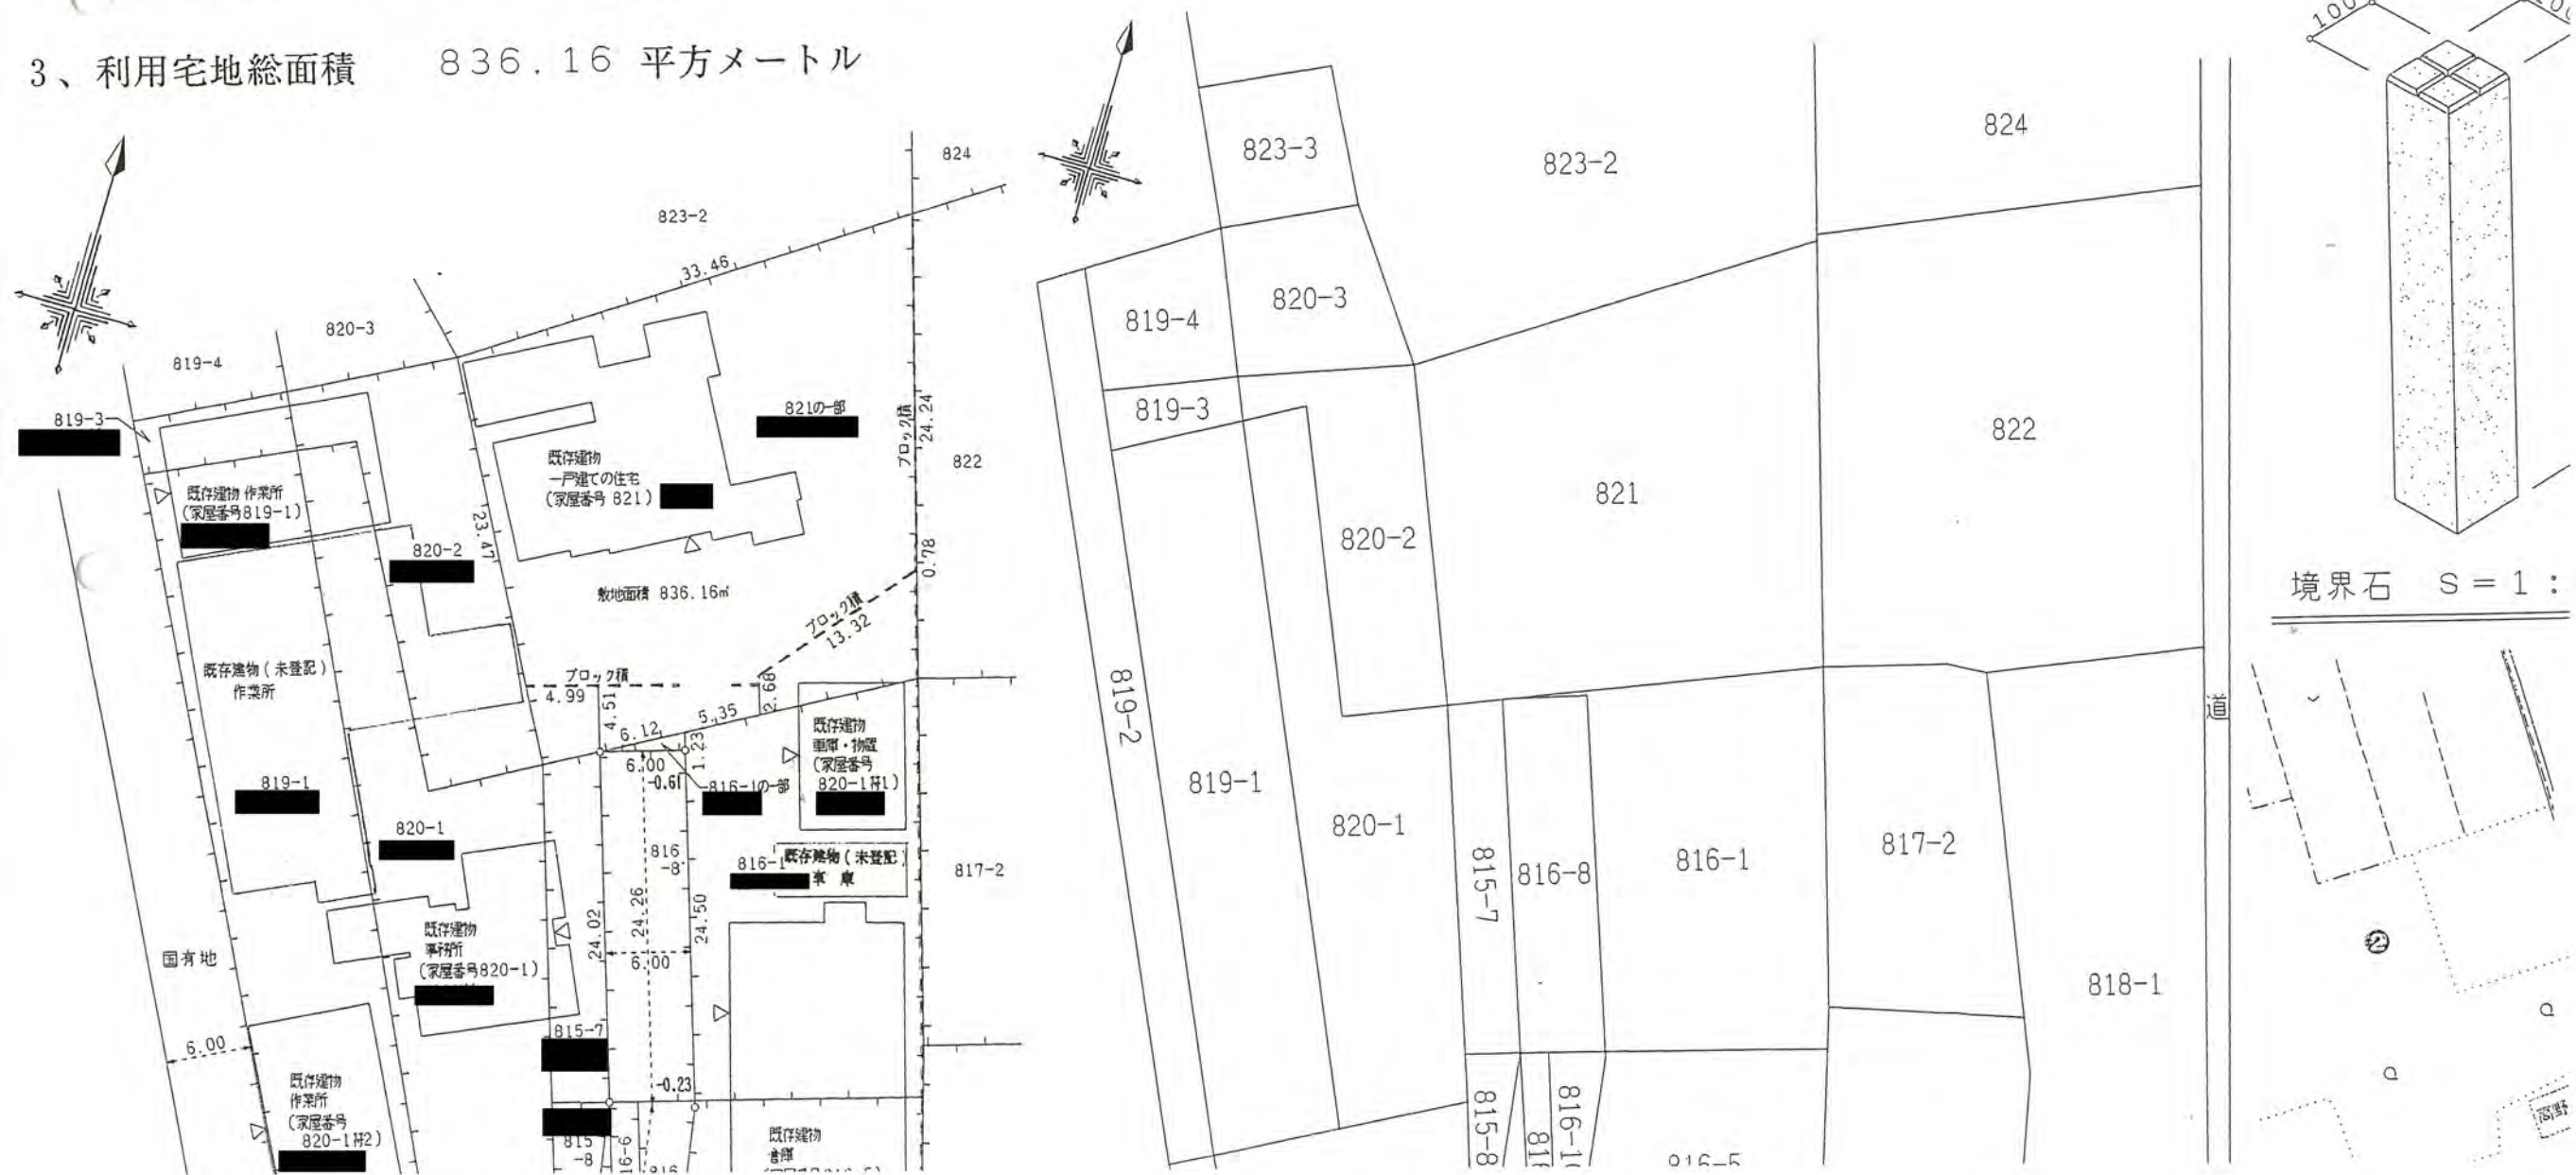 3、利用宅地総面積　836.16 平方メートル
824
823-2
33.46
820-3
819-4
819-3
821の一部
ブロック積
24.24
822
既存建物
一戸建ての住宅
(家屋番号 821)
既存建物 作業所
(家屋番号819-1)
23.47
820-2
0.78
敷地面積 836.16㎡
ブロック積
13.32
既存建物(未登記)
作業所
ブロック積
4.99
4.51
2.68
5.35
6.12
1.23
6.00
-0.61
既存建物
車庫・物置
(家屋番号
820-1附1)
819-1
816-1の一部
820-1
816
-8
816-1
既存建物(未登記)
車庫
817-2
24.02
24.26
24.50
既存建物
事務所
(家屋番号820-1)
国有地
6.00
815-7
6.00
既存建物
作業所
(家屋番号
820-1附2)
-0.23
815
-8
16-6
816
既存建物
倉庫
823-3
823-2
824
819-4
820-3
819-3
820-2
821
822
819-2
819-1
820-1
815-7
816-8
816-1
817-2
818-1
道
815-8
816-5
100
境界石　S=1: